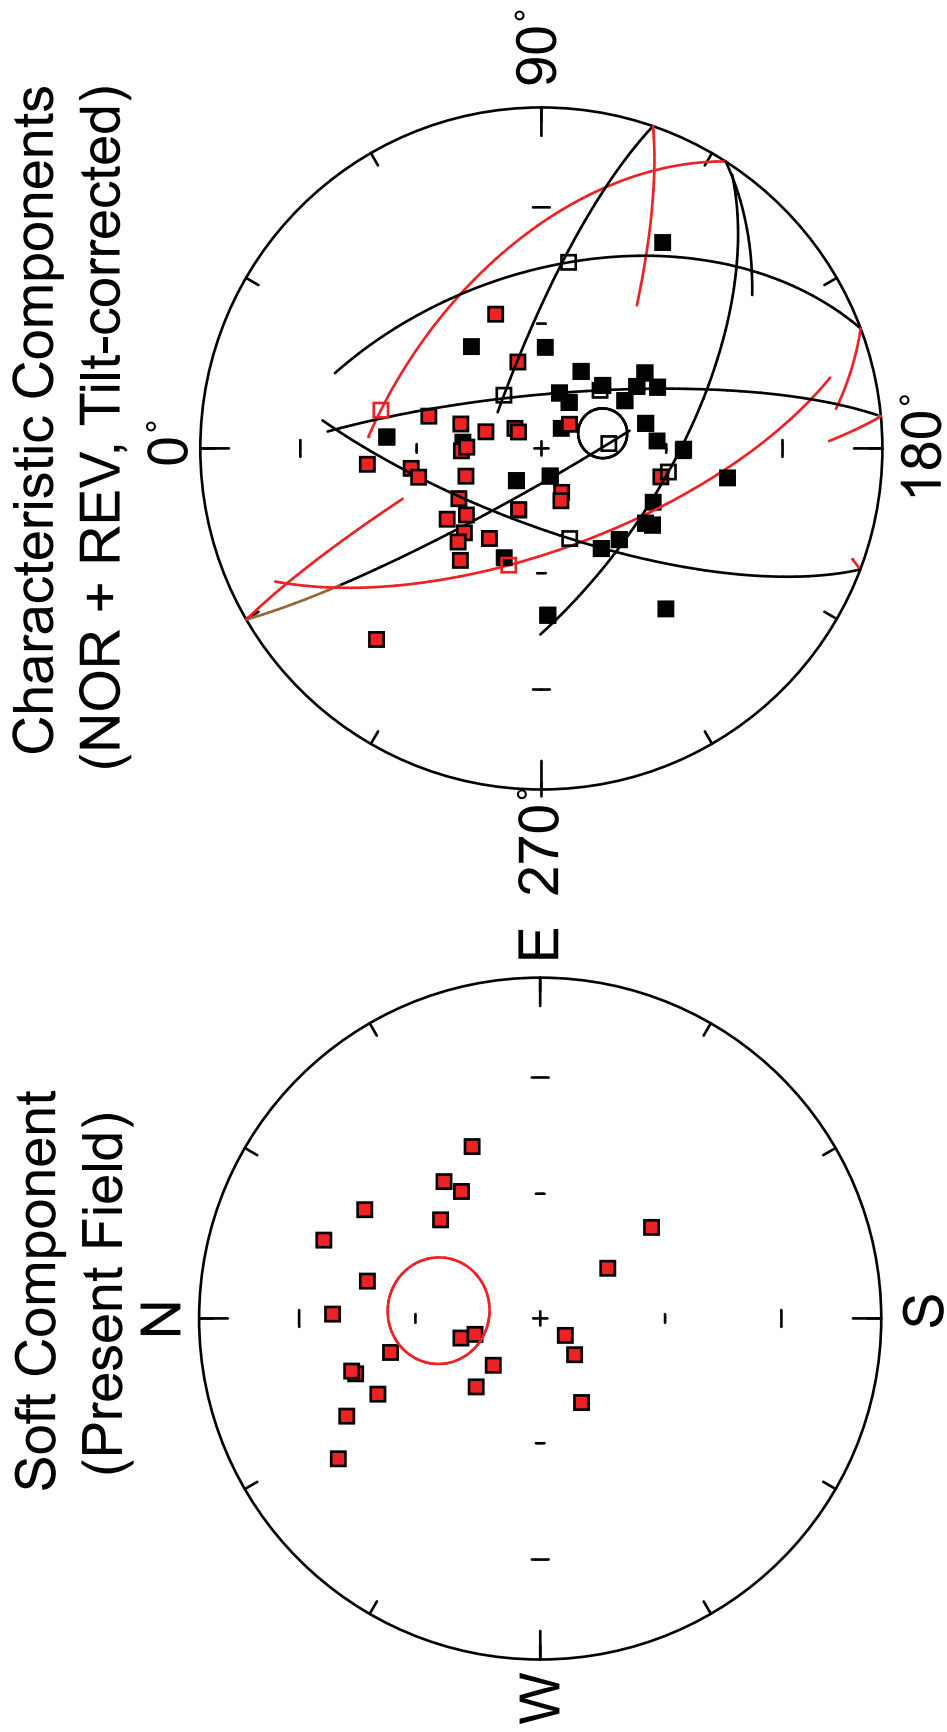 Soft Component
(Present Field)
N
W
E
S
Characteristic Components
(NOR + REV, Tilt-corrected)
0°
270°
90°
180°